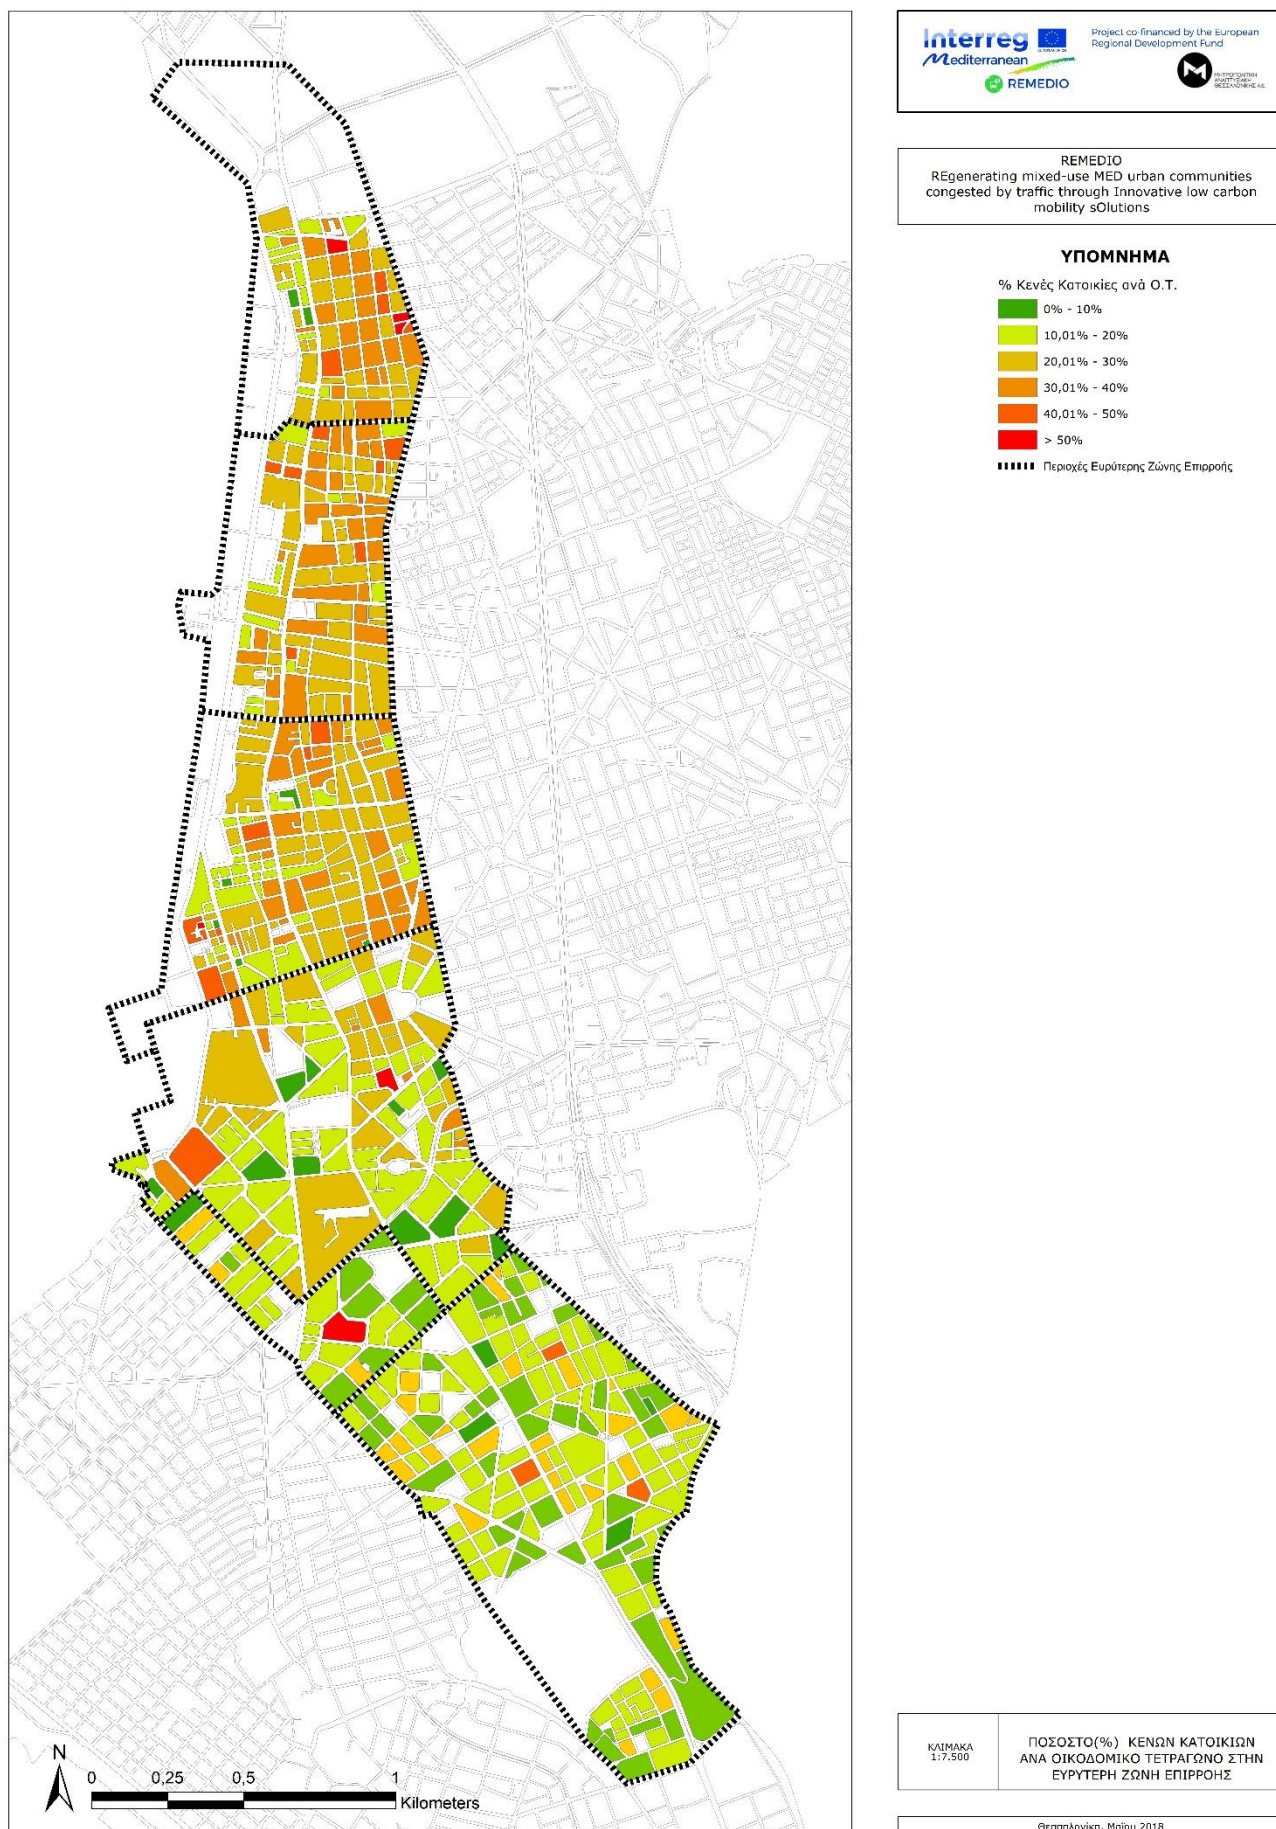 Interreg
Mediterranean
REMEDIO
Project co-financed by the European
Regional Development Fund
REMEDIO
REgenerating mixed-use MED urban communities
congested by traffic through Innovative low carbon
mobility sOlutions
ΥΠΟΜΝΗΜΑ
% Κενές Κατοικίες ανά Ο.Τ.
0% - 10%
10,01% - 20%
20,01% - 30%
30,01% - 40%
40,01% - 50%
> 50%
Περιοχές Ευρύτερης Ζώνης Επιρροής
N
0 0,25 0,5 1
Kilometers
ΚΛΙΜΑΚΑ
1:7.500
ΠΟΣΟΣΤΟ(%) ΚΕΝΩΝ ΚΑΤΟΙΚΙΩΝ
ΑΝΑ ΟΙΚΟΔΟΜΙΚΟ ΤΕΤΡΑΓΩΝΟ ΣΤΗΝ
ΕΥΡΥΤΕΡΗ ΖΩΝΗ ΕΠΙΡΡΟΗΣ
Θεσσαλονίκη, Μαΐου 2018